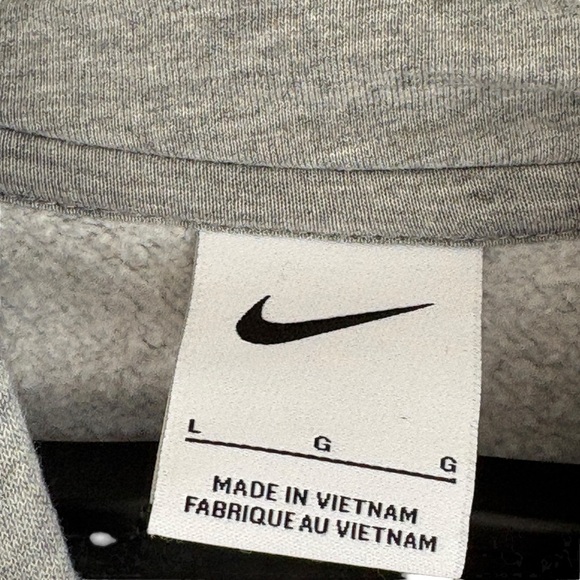 L G G
MADE IN VIETNAM
FABRIQUE AU VIETNAM